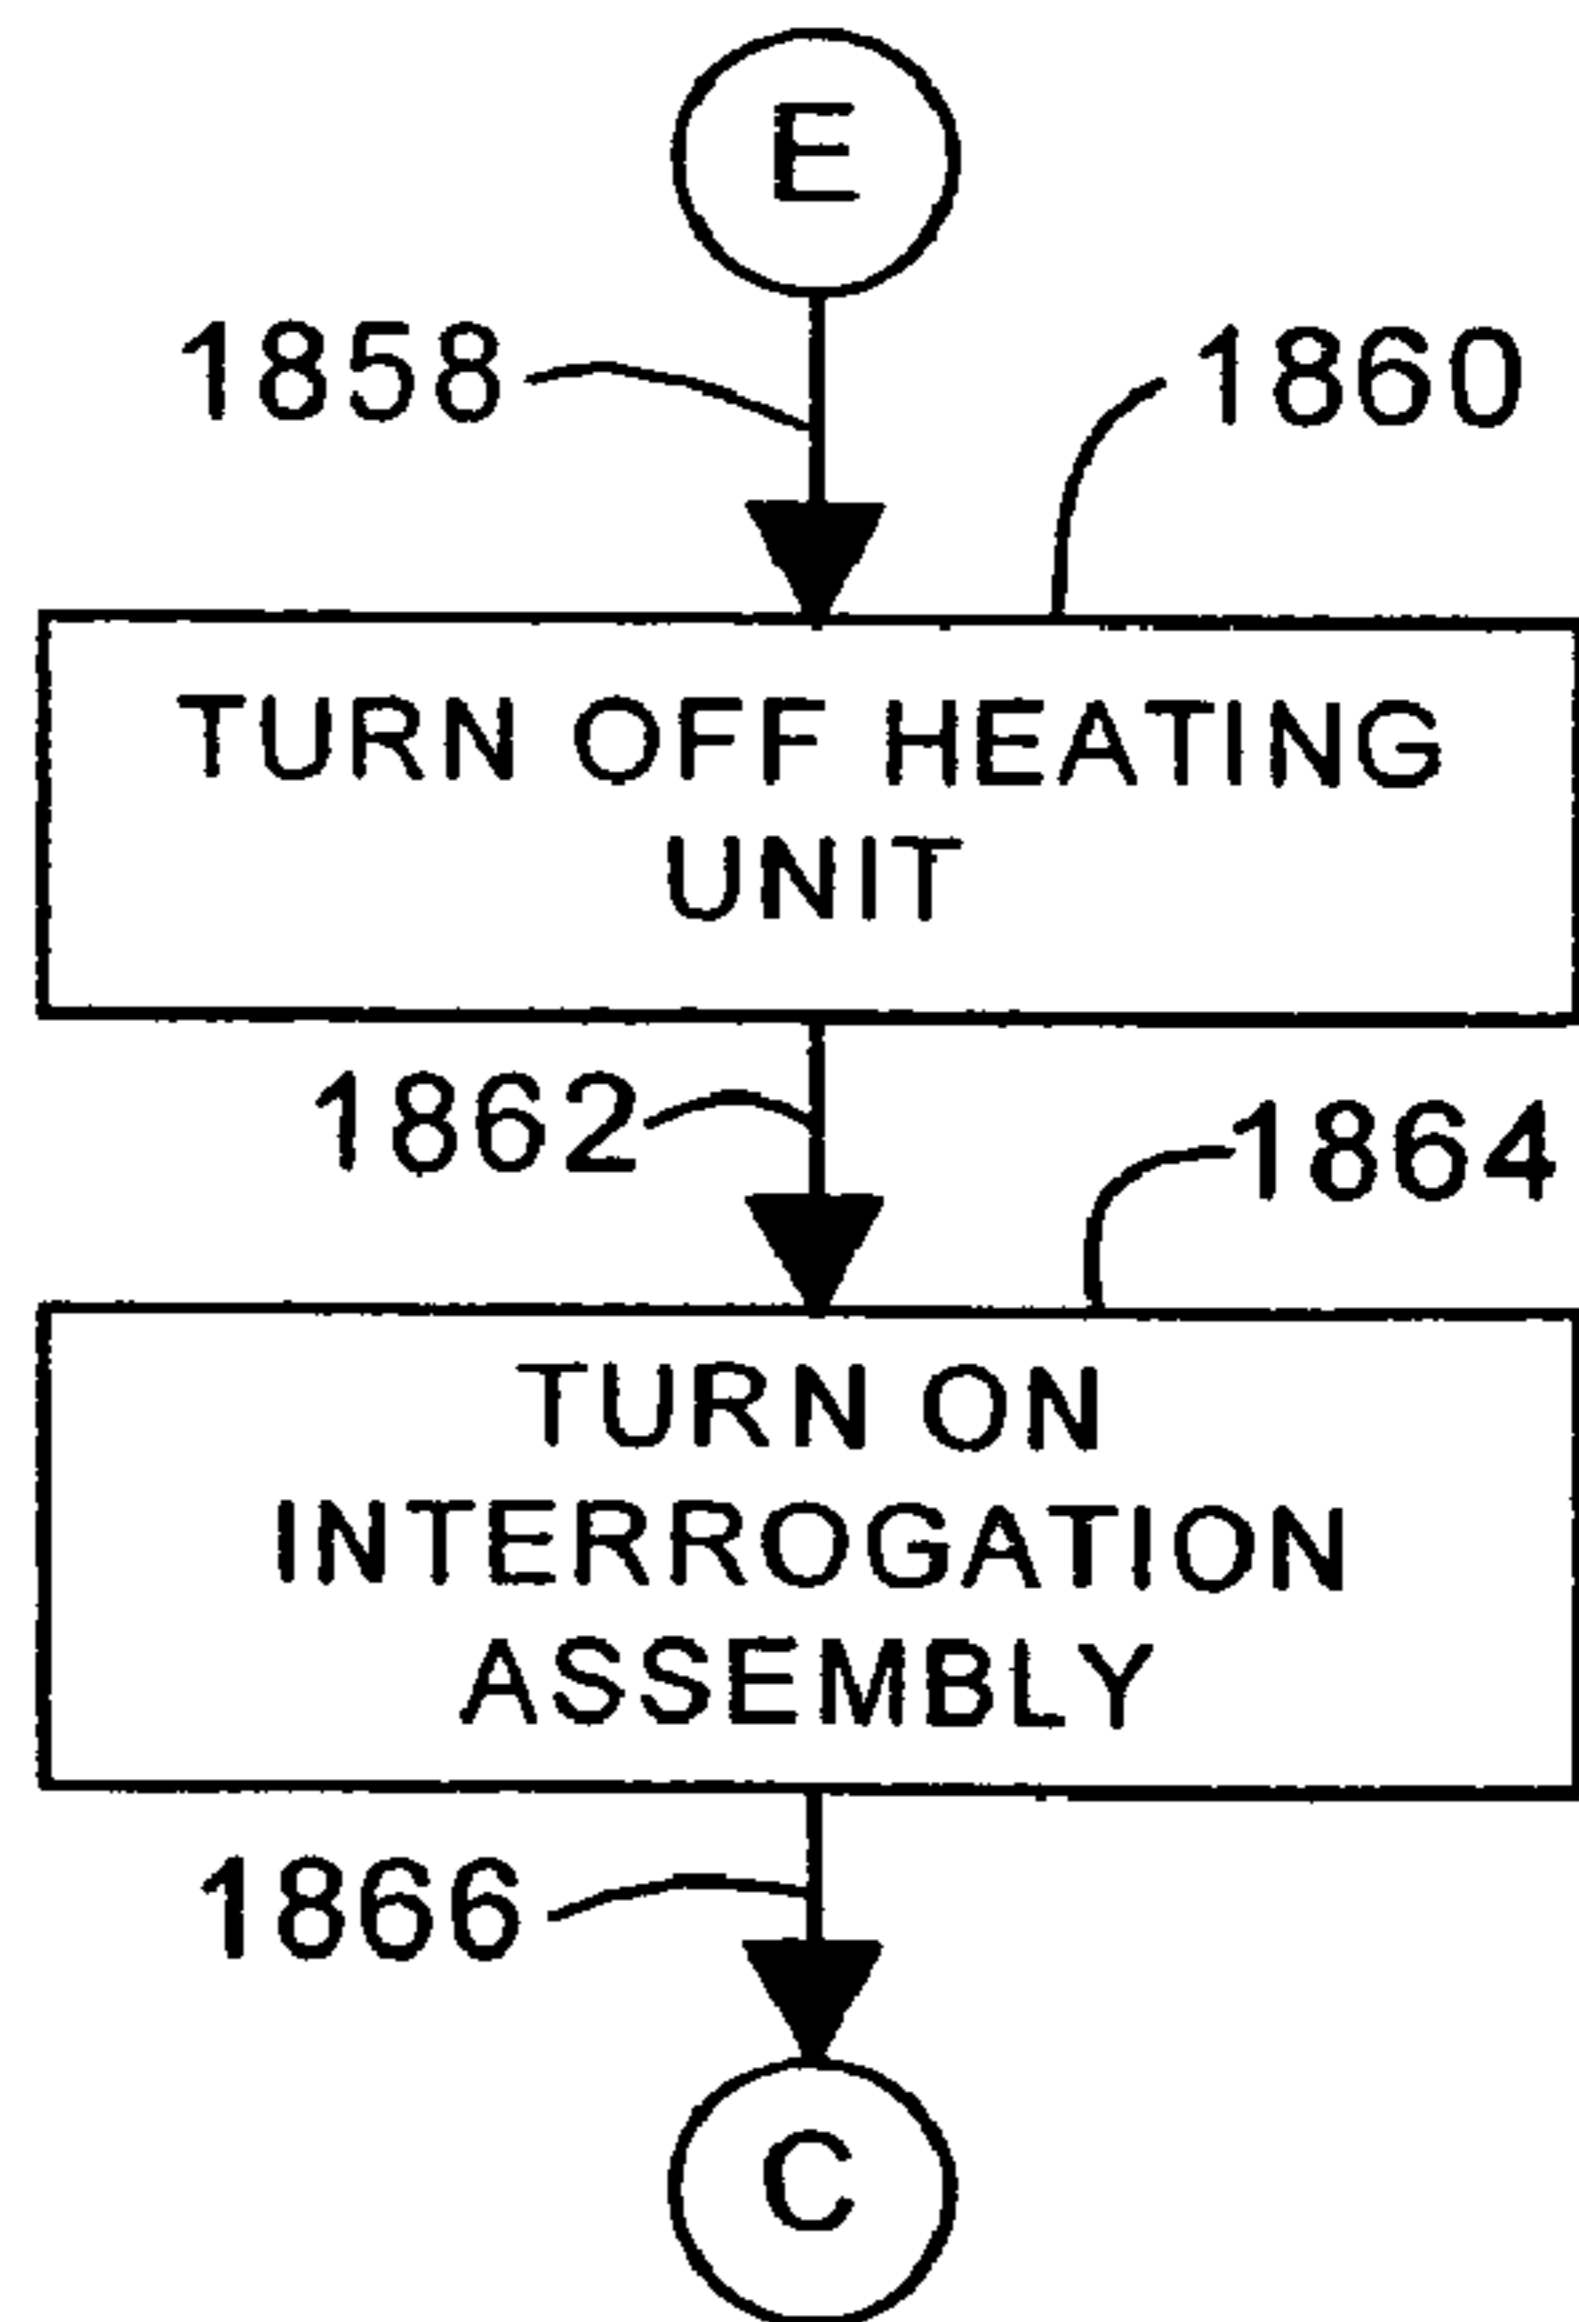 E
1858
1860
TURN OFF HEATING
UNIT
1862
1864
TURN ON
INTERROGATION
ASSEMBLY
1866
C